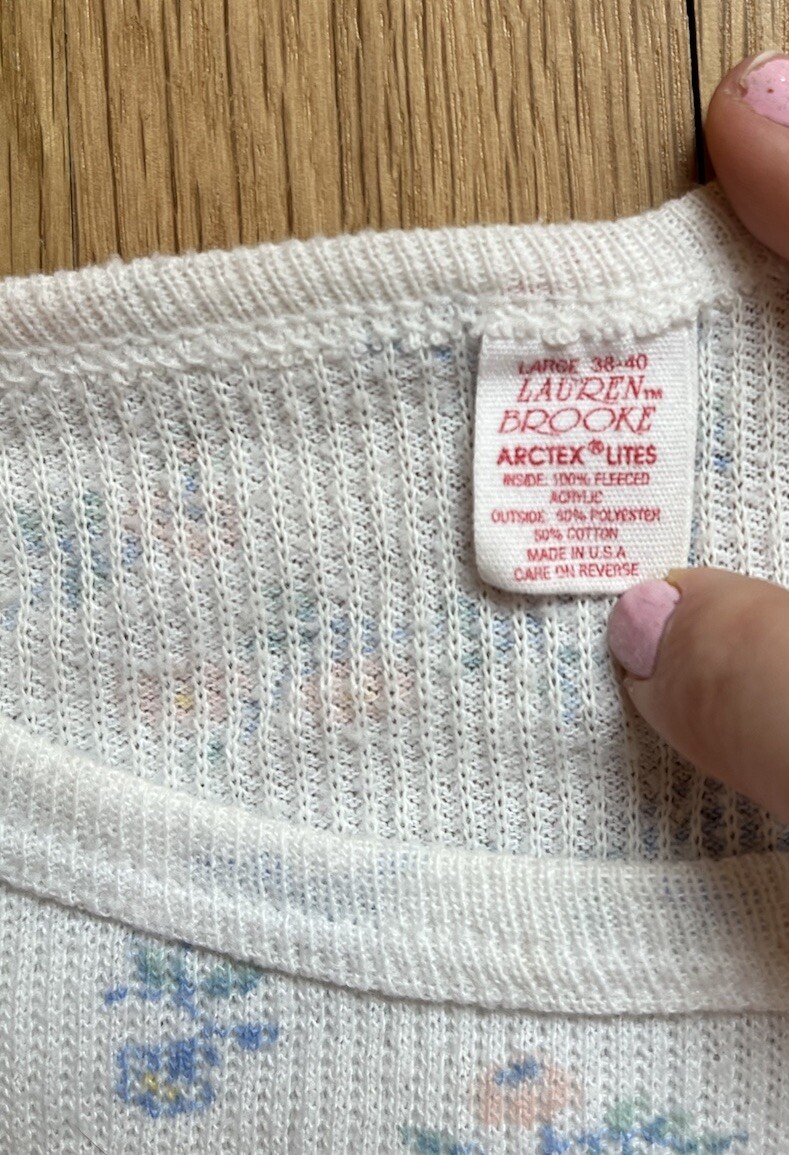 LARGE 38-40
LAUREN™
BROOKE
ARCTEX® LITES
INSIDE: 100% FLEECED
ACRYLIC
OUTSIDE: 50% POLYESTER
50% COTTON
MADE IN U.S.A
CARE ON REVERSE